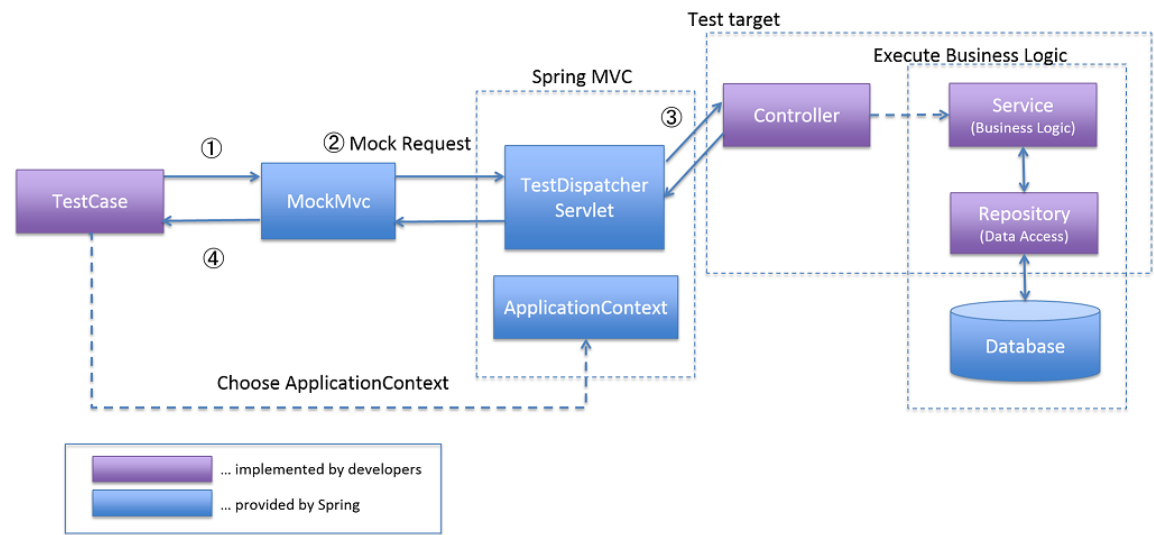 Test target
Execute Business Logic
Spring MVC
Controller
Service
(Business Logic)
①
② Mock Request
③
TestCase
MockMvc
TestDispatcher
Servlet
Repository
(Data Access)
④
ApplicationContext
Database
Choose ApplicationContext
... implemented by developers
... provided by Spring